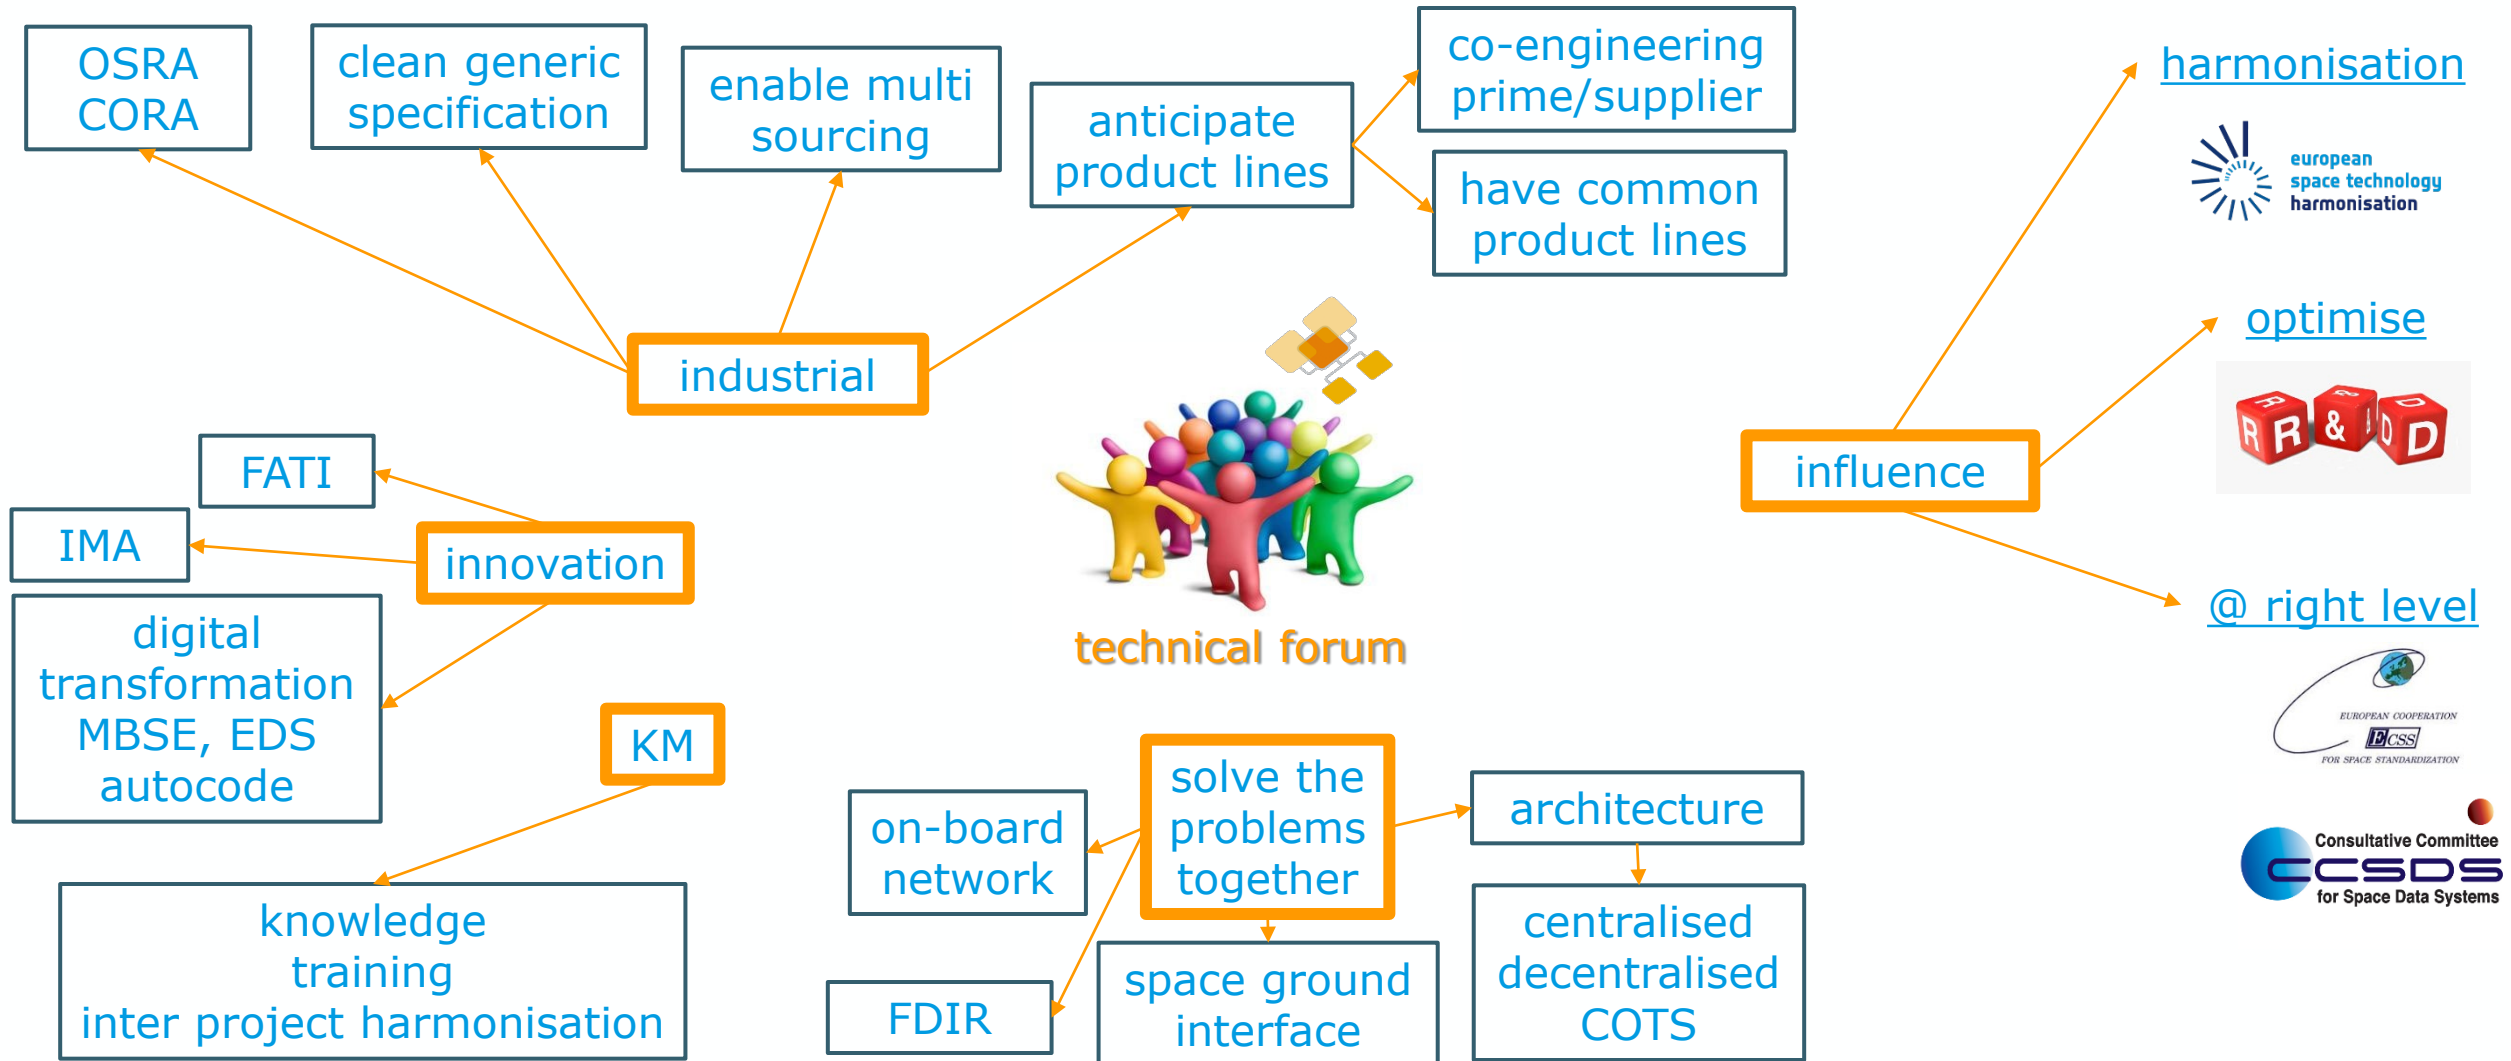 OSRA
CORA
clean generic
specification
enable multi
sourcing
anticipate
product lines
co-engineering
prime/supplier
have common
product lines
harmonisation
european
space technology
harmonisation
industrial
optimise
R R & D D
FATI
IMA
innovation
influence
digital
transformation
MBSE, EDS
autocode
technical forum
@ right level
EUROPEAN COOPERATION
ECSS
FOR SPACE STANDARDIZATION
KM
knowledge
training
inter project harmonisation
solve the
problems
together
on-board
network
FDIR
space ground
interface
architecture
centralised
decentralised
COTS
Consultative Committee
CCSDS
for Space Data Systems